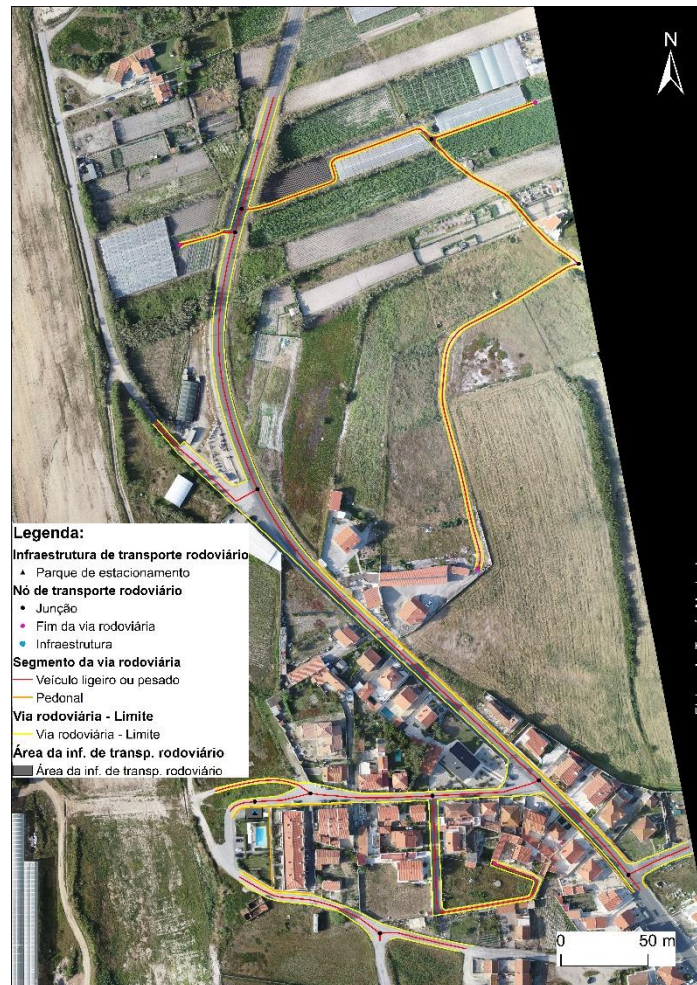 N
Legenda:
Infraestrutura de transporte rodoviário
Parque de estacionamento
Nó de transporte rodoviário
Junção
Fim da via rodoviária
Infraestrutura
Segmento da via rodoviária
Veículo ligeiro ou pesado
Pedonal
Via rodoviária - Limite
Via rodoviária - Limite
Área da inf. de transp. rodoviário
Área da inf. de transp. rodoviário
0 50 m